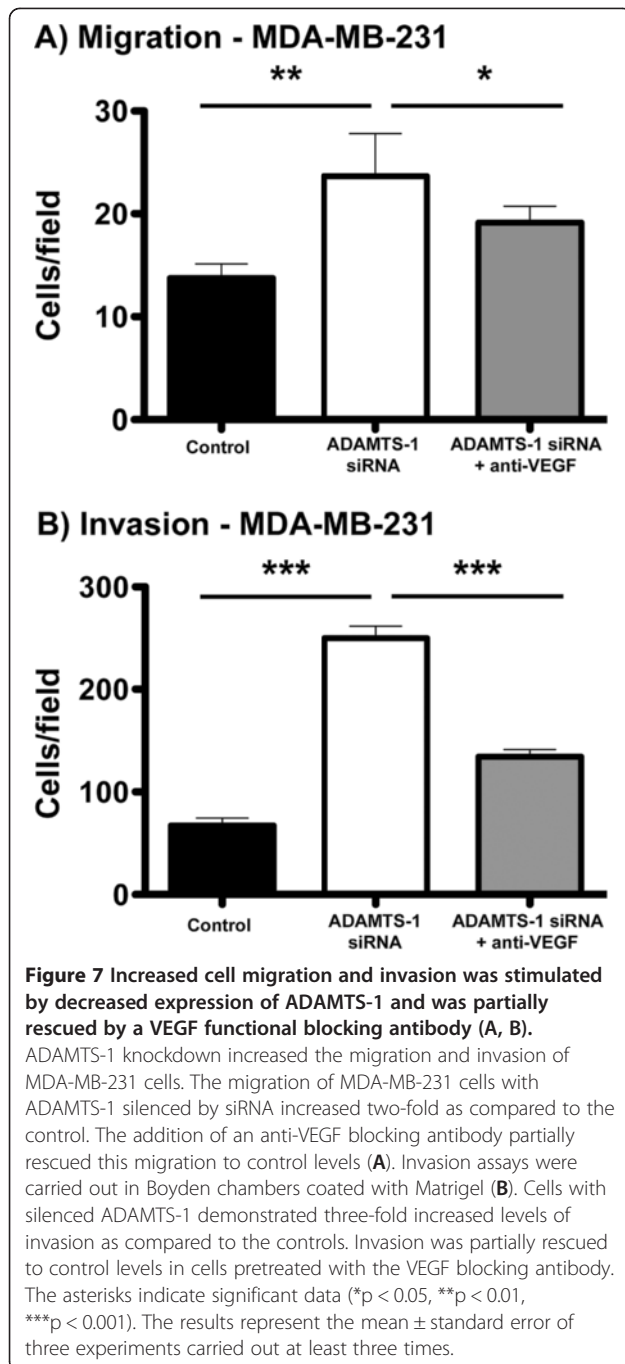 A) Migration - MDA-MB-231
** *
30
20
10
0
Cells/field
Control
ADAMTS-1
siRNA
ADAMTS-1 siRNA
+ anti-VEGF
B) Invasion - MDA-MB-231
*** ***
300
200
100
0
Cells/field
Control
ADAMTS-1
siRNA
ADAMTS-1 siRNA
+ anti-VEGF
Figure 7 Increased cell migration and invasion was stimulated
by decreased expression of ADAMTS-1 and was partially
rescued by a VEGF functional blocking antibody (A, B).
ADAMTS-1 knockdown increased the migration and invasion of
MDA-MB-231 cells. The migration of MDA-MB-231 cells with
ADAMTS-1 silenced by siRNA increased two-fold as compared to the
control. The addition of an anti-VEGF blocking antibody partially
rescued this migration to control levels (A). Invasion assays were
carried out in Boyden chambers coated with Matrigel (B). Cells with
silenced ADAMTS-1 demonstrated three-fold increased levels of
invasion as compared to the controls. Invasion was partially rescued
to control levels in cells pretreated with the VEGF blocking antibody.
The asterisks indicate significant data (*p < 0.05, **p < 0.01,
***p < 0.001). The results represent the mean ± standard error of
three experiments carried out at least three times.